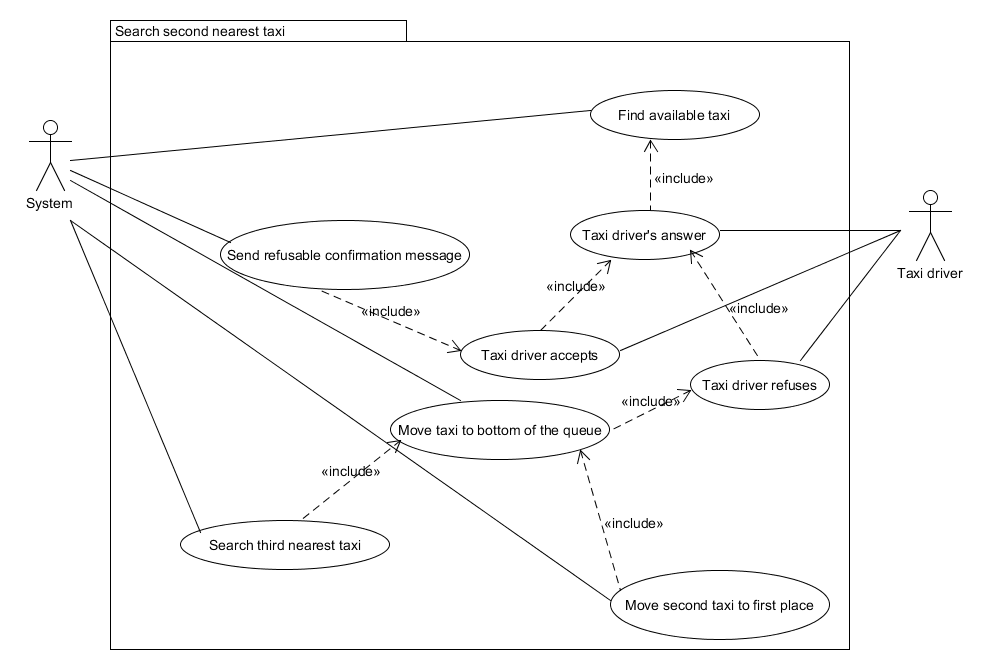 Search second nearest taxi
Find available taxi
«include»
System
Taxi driver's answer
Send refusable confirmation message
Taxi driver
«include»
«include»
«include»
Taxi driver accepts
Taxi driver refuses
«include»
Move taxi to bottom of the queue
«include»
«include»
Search third nearest taxi
Move second taxi to first place